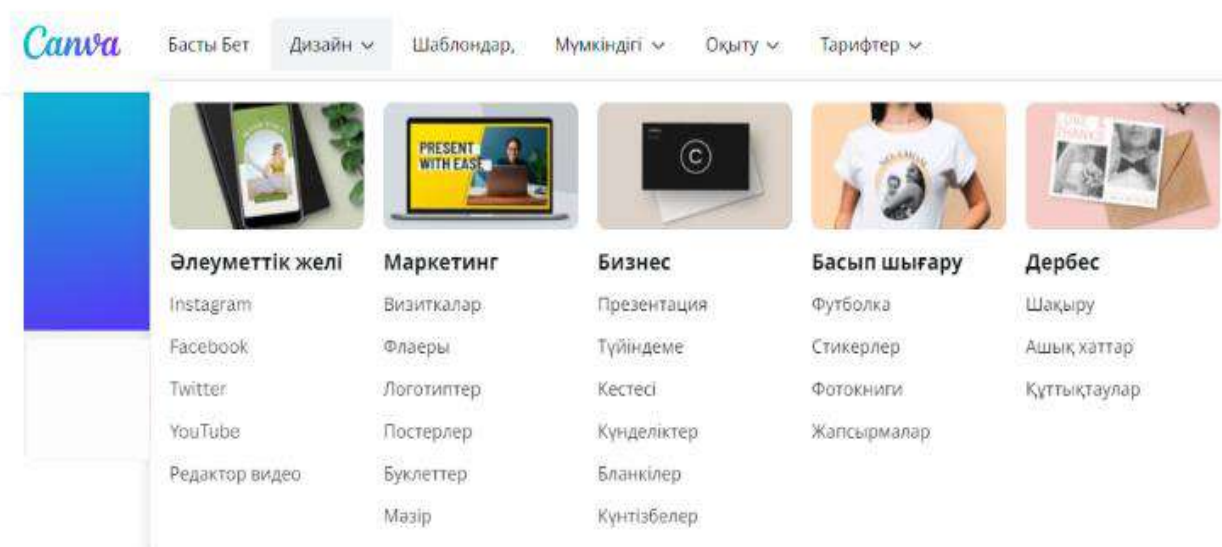 Canva Басты Бет Дизайн Шаблондар, Мүмкіндігі Оқыту Тарифтер
PRESENT
WITH EASE
Әлеуметтік желі
Instagram
Facebook
Twitter
YouTube
Редактор видео
Маркетинг
Визиткалар
Флаеры
Логотиптер
Постерлер
Буклеттер
Мәзір
Бизнес
Презентация
Түйіндеме
Кестесі
Күнделіктер
Бланкілер
Күнтізбелер
Басып шығару
Футболка
Стикерлер
Фотокниги
Жапсырмалар
Дербес
Шақыру
Ашық хаттар
Құттықтаулар